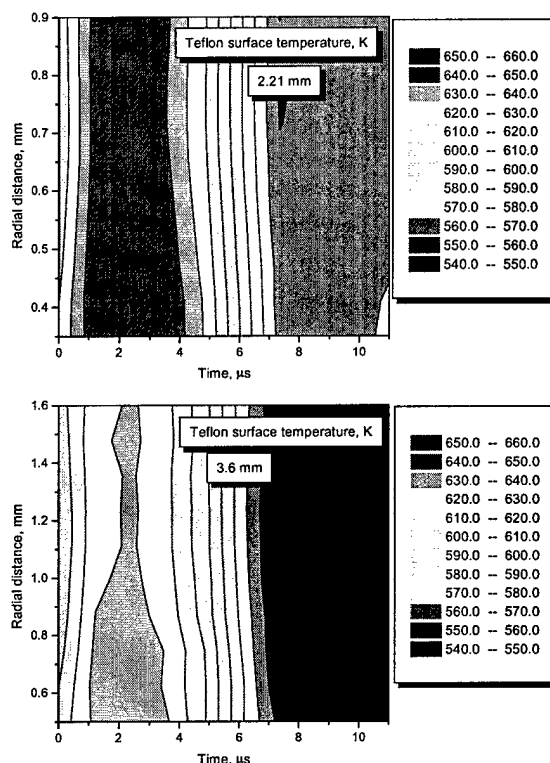 0.9
0.8
0.7
0.6
0.5
0.4
Radial distance, mm
Teflon surface temperature, K
2.21 mm
0 2 4 6 8 10
Time, μs
650.0 -- 660.0
640.0 -- 650.0
630.0 -- 640.0
620.0 -- 630.0
610.0 -- 620.0
600.0 -- 610.0
590.0 -- 600.0
580.0 -- 590.0
570.0 -- 580.0
560.0 -- 570.0
550.0 -- 560.0
540.0 -- 550.0
1.6
1.4
1.2
1.0
0.8
0.6
Radial distance, mm
Teflon surface temperature, K
3.6 mm
0 2 4 6 8 10
Time, μs
650.0 -- 660.0
640.0 -- 650.0
630.0 -- 640.0
620.0 -- 630.0
610.0 -- 620.0
600.0 -- 610.0
590.0 -- 600.0
580.0 -- 590.0
570.0 -- 580.0
560.0 -- 570.0
550.0 -- 560.0
540.0 -- 550.0